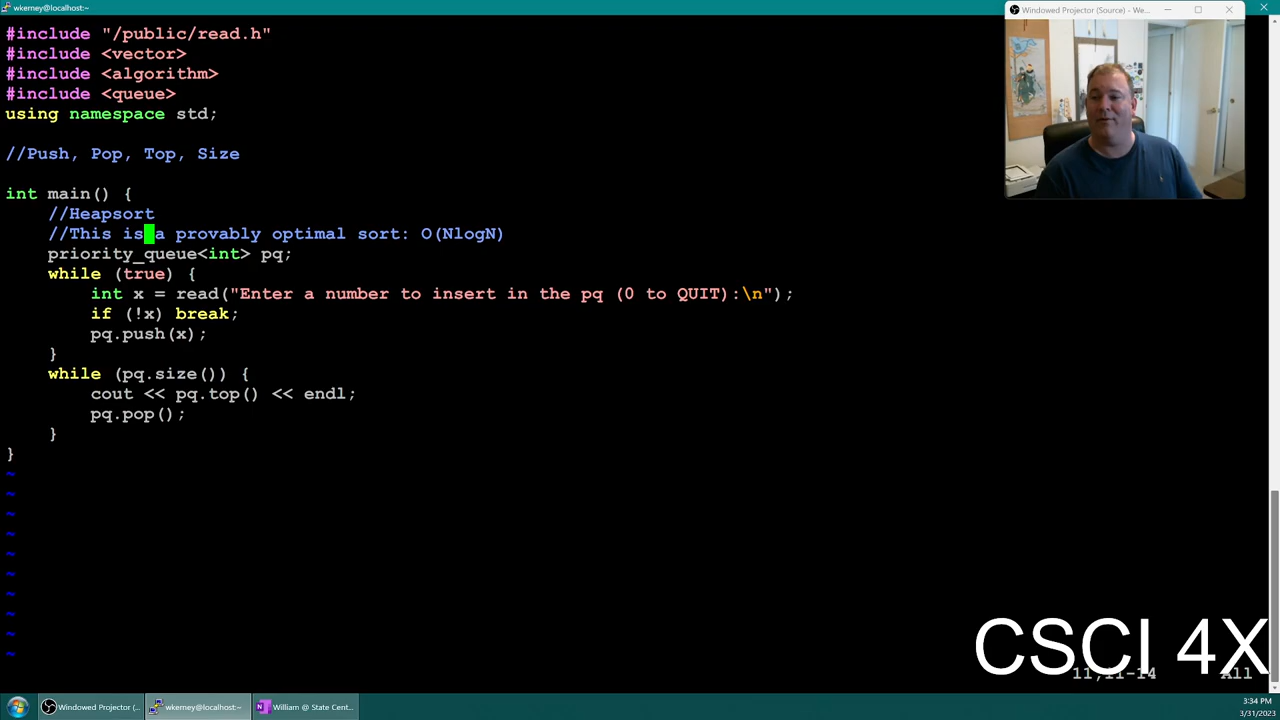 wkerney@localhost:~
Windowed Projector (Source) - We...
#include "/public/read.h"
#include <vector>
#include <algorithm>
#include <queue>
using namespace std;
//Push, Pop, Top, Size
int main() {
//Heapsort
//This is a provably optimal sort: O(NlogN)
priority_queue<int> pq;
while (true) {
int x = read("Enter a number to insert in the pq (0 to QUIT):\n");
if (!x) break;
pq.push(x);
}
while (pq.size()) {
cout << pq.top() << endl;
pq.pop();
}
}
~
~
~
~
~
~
~
~
~
~
CSCI 4X
11,11-14 All
Windowed Projector (...
wkerney@localhost:~
William @ State Cent...
3:34 PM
3/31/2023